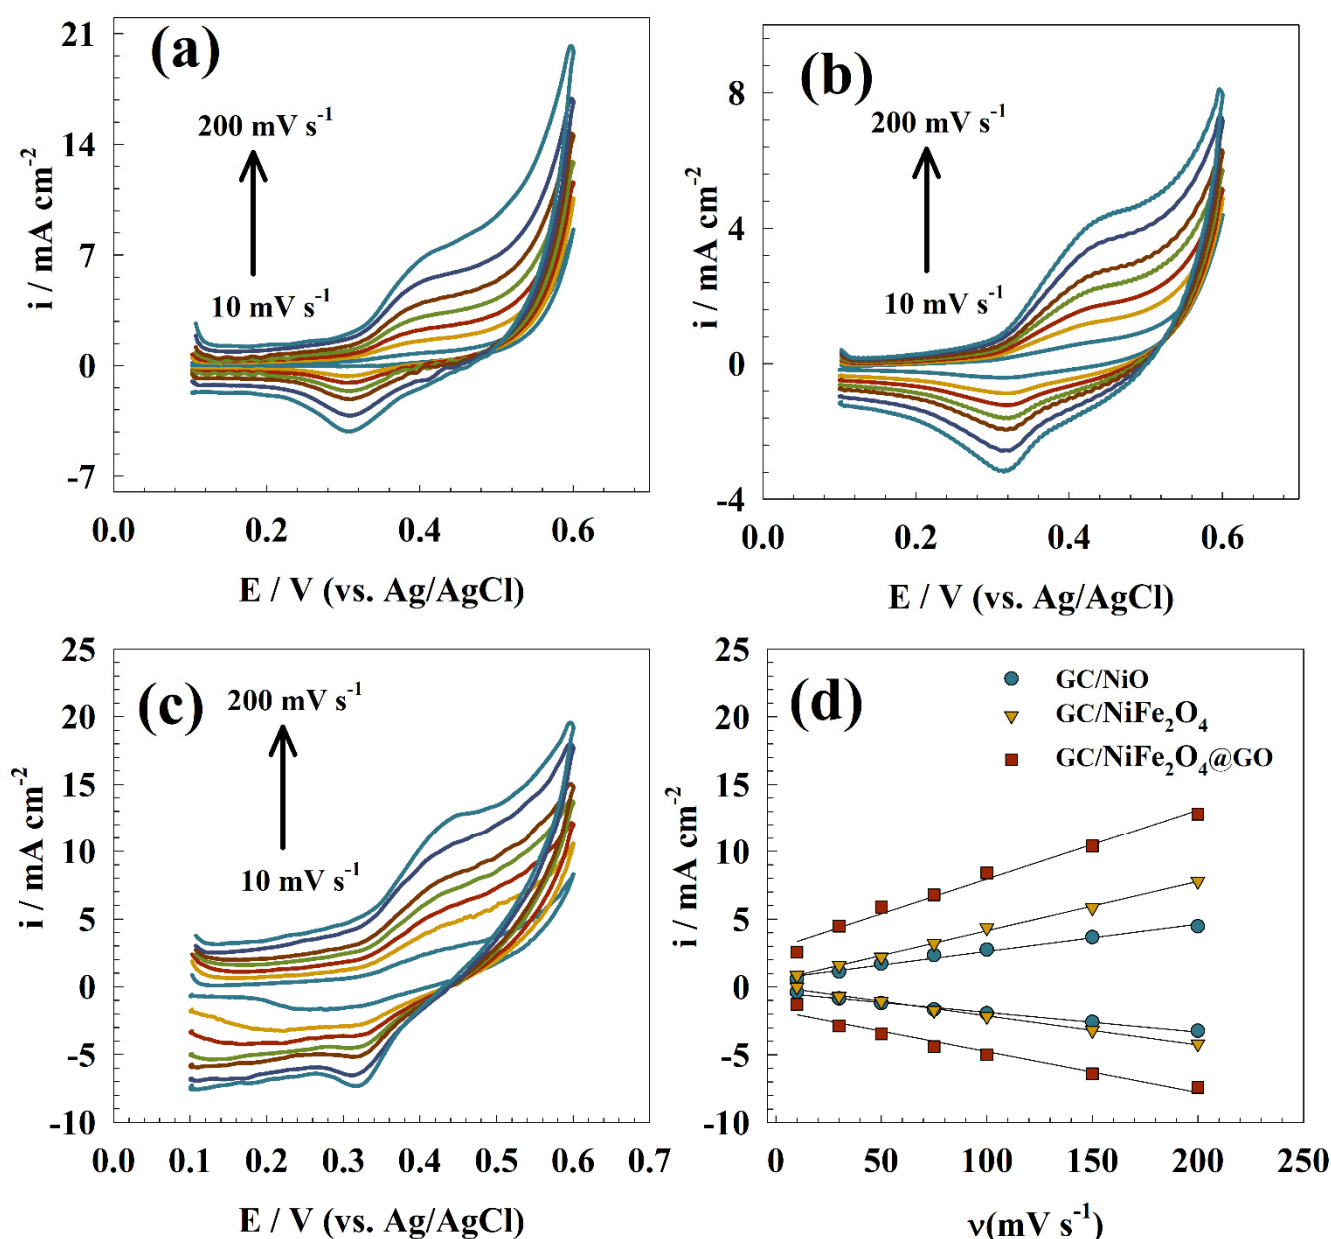 (a)
21
14
7
0
-7
200 mV s⁻¹
10 mV s⁻¹
i / mA cm⁻²
0.0 0.2 0.4 0.6
E / V (vs. Ag/AgCl)
(b)
8
4
0
-4
200 mV s⁻¹
10 mV s⁻¹
i / mA cm⁻²
0.0 0.2 0.4 0.6
E / V (vs. Ag/AgCl)
(c)
25
20
15
10
5
0
-5
-10
200 mV s⁻¹
10 mV s⁻¹
i / mA cm⁻²
0.0 0.1 0.2 0.3 0.4 0.5 0.6 0.7
E / V (vs. Ag/AgCl)
(d)
25
20
15
10
5
0
-5
-10
GC/NiO
GC/NiFe₂O₄
GC/NiFe₂O₄@GO
i / mA cm⁻²
0 50 100 150 200 250
ν(mV s⁻¹)